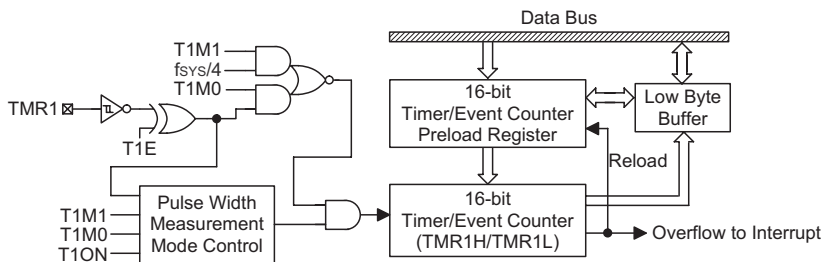 Data Bus
T1M1
fSYS/4
T1M0
TMR1
T1E
16-bit
Timer/Event Counter
Preload Register
Low Byte
Buffer
Reload
T1M1
T1M0
T1ON
Pulse Width
Measurement
Mode Control
16-bit
Timer/Event Counter
(TMR1H/TMR1L)
Overflow to Interrupt